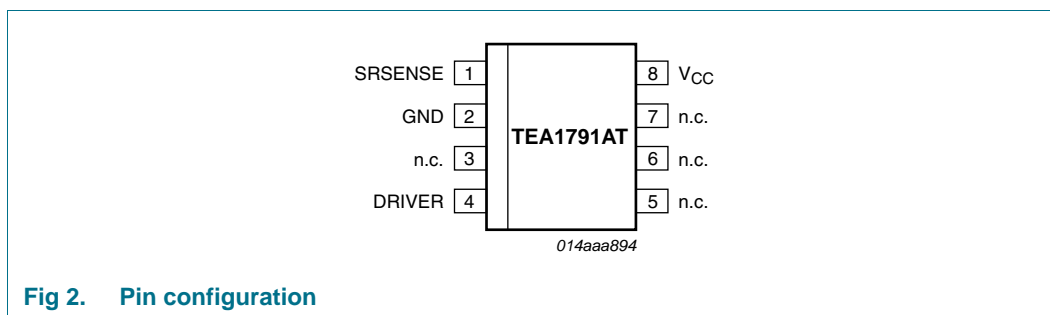 SRSENSE 1 8 VCC
GND 2 7 n.c.
TEA1791AT
n.c. 3 6 n.c.
DRIVER 4 5 n.c.
014aaa894
Fig 2. Pin configuration